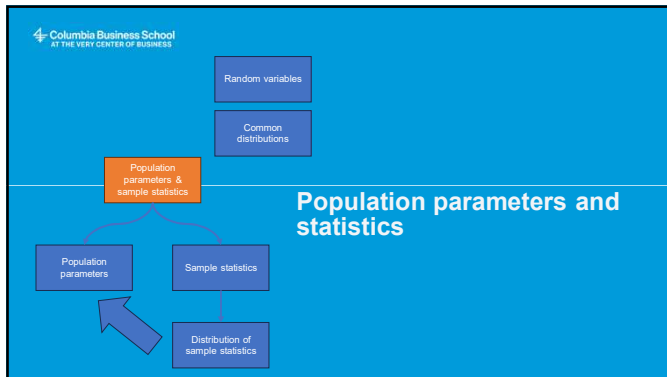 Columbia Business School
AT THE VERY CENTER OF BUSINESS
Random variables
Common
distributions
Population
parameters &
sample statistics
Population parameters and
statistics
Population
parameters
Sample statistics
Distribution of
sample statistics